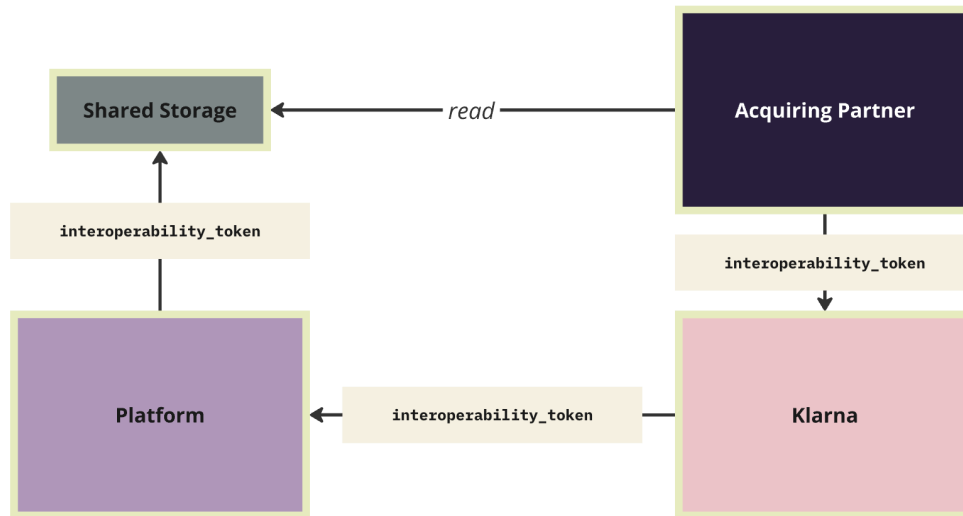 Shared Storage
read
Acquiring Partner
interoperability_token
interoperability_token
Platform
interoperability_token
Klarna